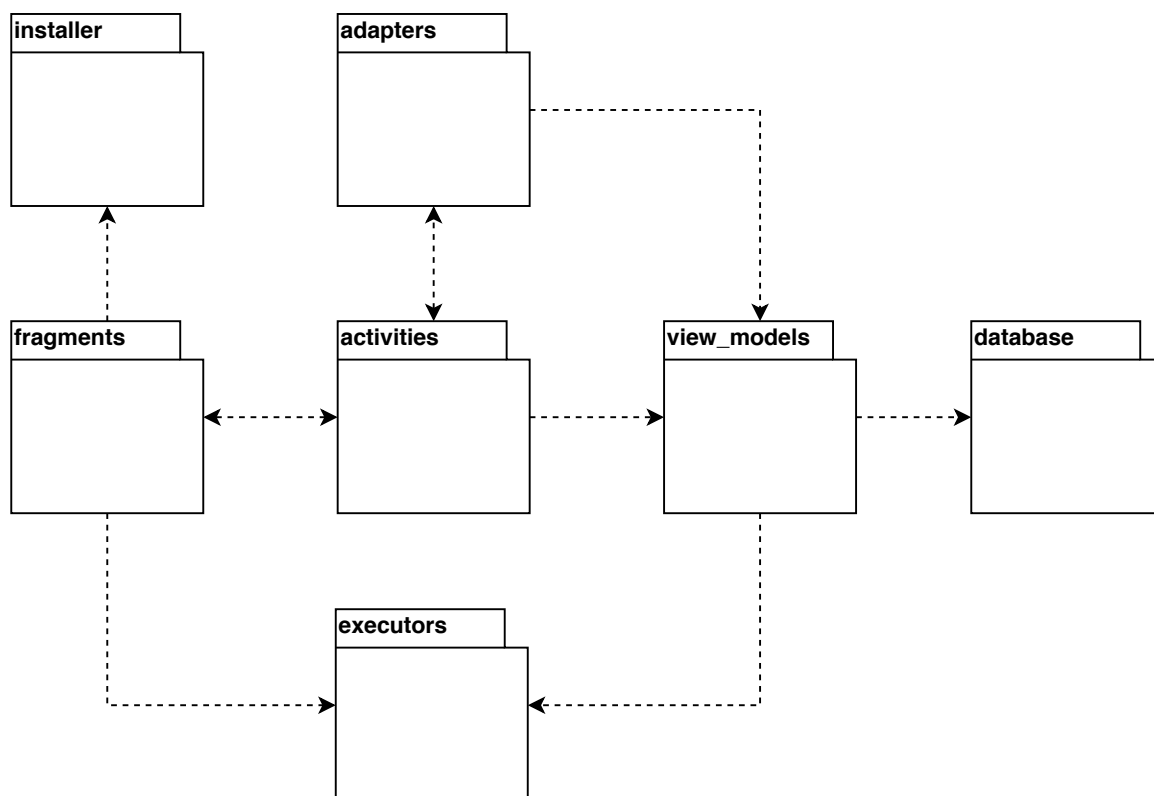 installer
adapters
fragments
activities
view_models
database
executors